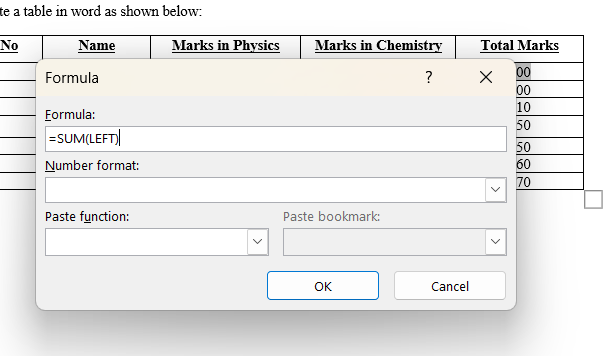 te a table in word as shown below:
No Name Marks in Physics Marks in Chemistry Total Marks
Formula ? 00
00
Formula: 10
=SUM(LEFT) 50
50
Number format: 60
70
Paste function: Paste bookmark:
OK Cancel